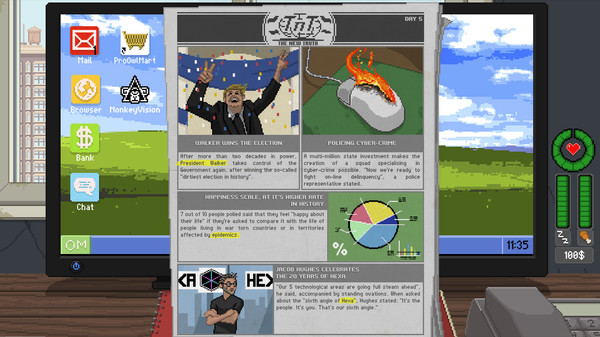 TNT
THE NEW TRUTH
DAY 5
Mail
ProOwlMart
Browser
MonkeyVision
Bank
Chat
WALKER WINS THE ELECTION
After more than two decades in power,
President Walker takes control of the
Government again, after winning the so-called
"dirtiest election in history".
POLICING CYBER-CRIME
A multi-million state investment makes the
creation of a squad specialising in
cyber-crime possible. "Now we're ready to
fight on-line delinquency", a police
representative stated.
HAPPINESS SCALE, AT IT'S HIGHER RATE
IN HISTORY
7 out of 10 people polled said that they feel "happy about
their life" if they're asked to compare it with the life of
people living in war torn countries or in territories
affected by epidemics.
%
HEX
JACOB HUGHES CELEBRATES
THE 20 YEARS OF HEXA
"Our 5 technological areas are going full steam ahead",
he said, accompanied by standing ovations. When asked
about the "sixth angle of Hexa", Hughes stated: "It's the
people. It's you. That's our sixth angle."
OM
11:35
ZZ
100$